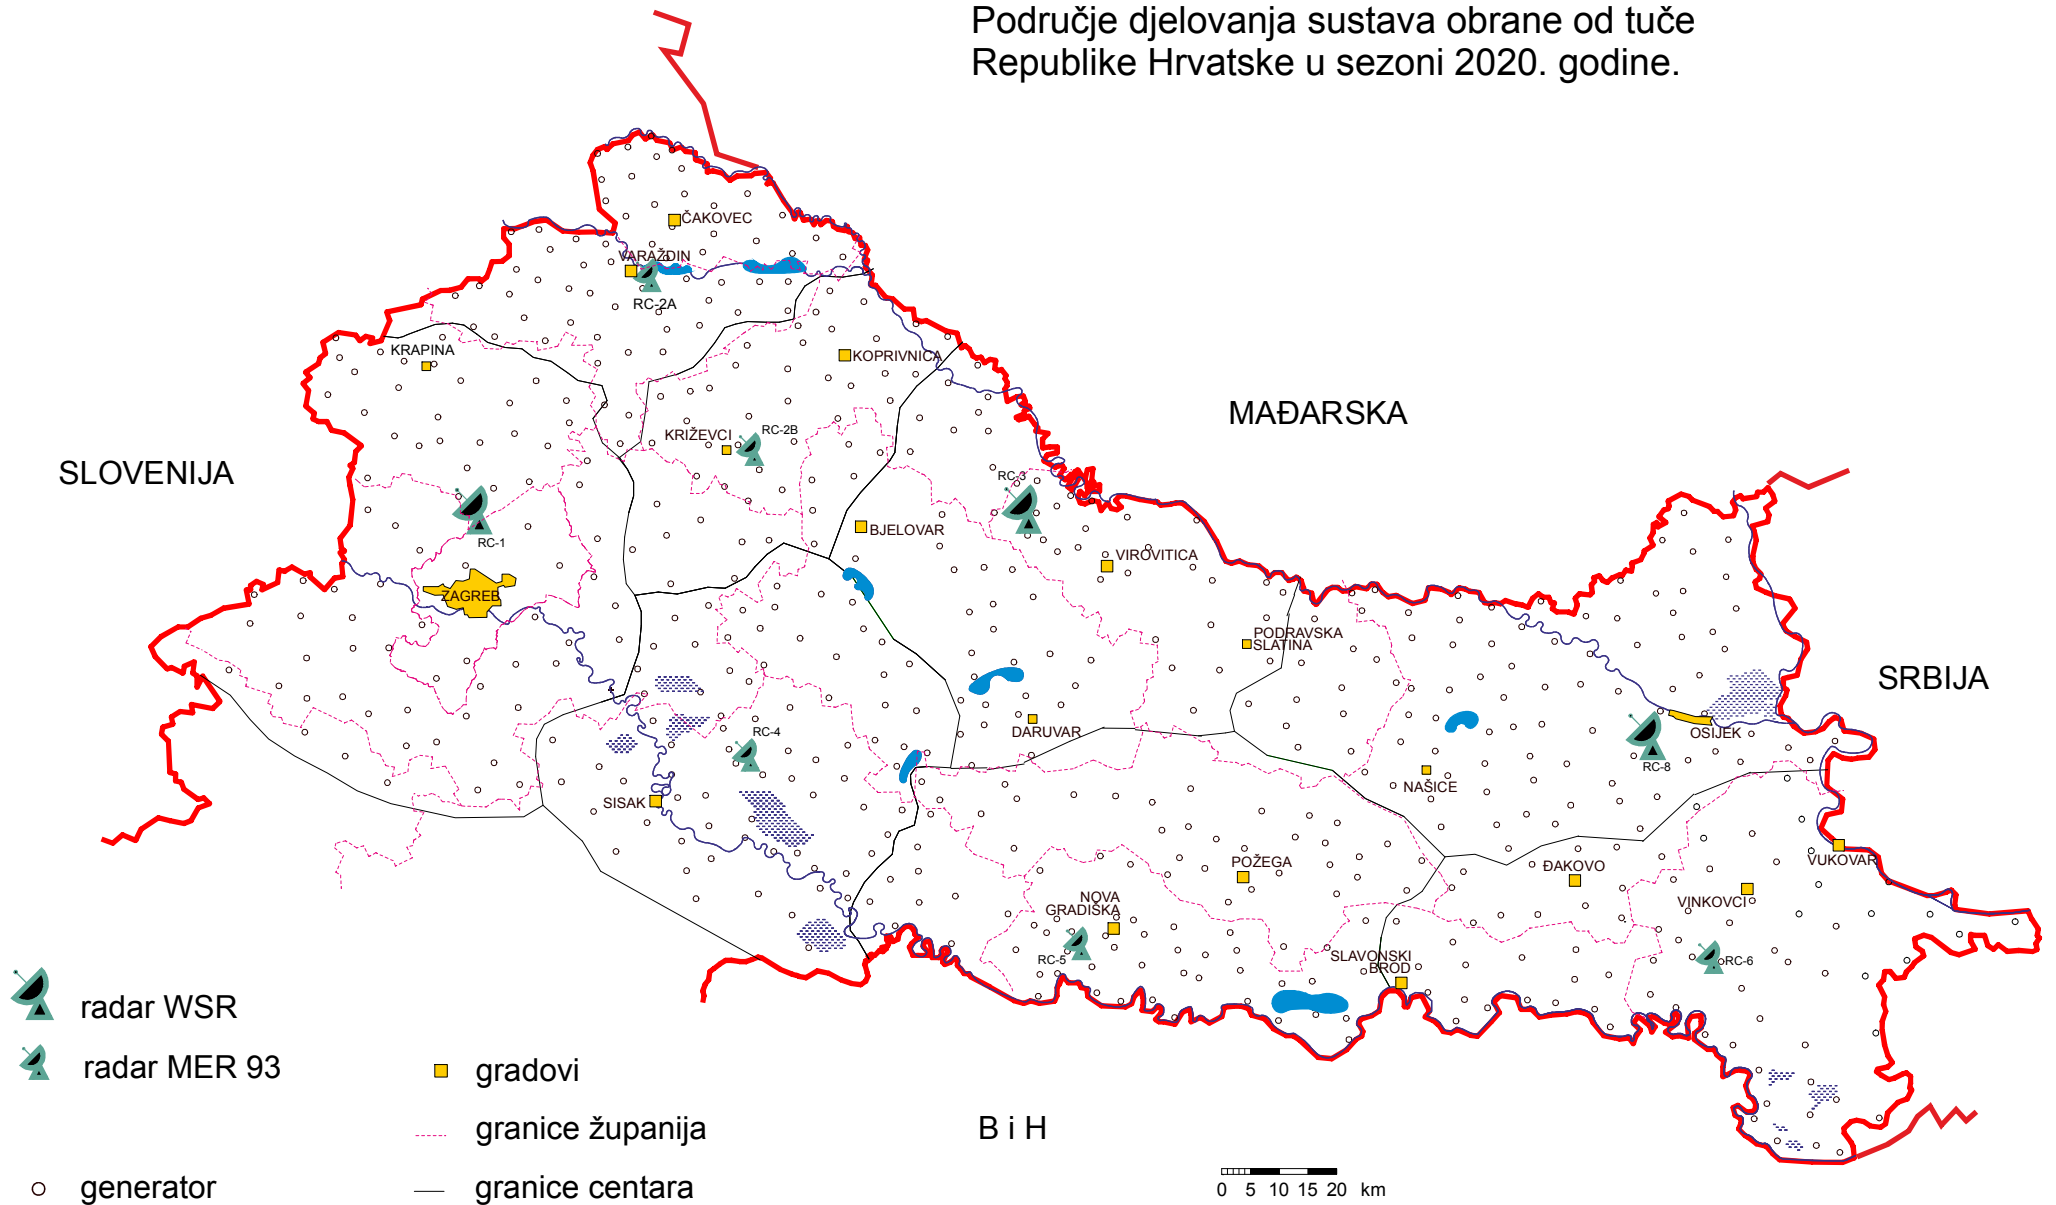 Područje djelovanja sustava obrane od tuče
Republike Hrvatske u sezoni 2020. godine.
ČAKOVEC
VARAŽDIN
RC-2A
KRAPINA
KOPRIVNICA
MAĐARSKA
KRIŽEVCI
RC-2B
SLOVENIJA
RC-3
BJELOVAR
RC-1
VIROVITICA
ZAGREB
PODRAVSKA
SLATINA
SRBIJA
DARUVAR
RC-4
OSIJEK
RC-8
NAŠICE
SISAK
POŽEGA
ĐAKOVO
VUKOVAR
NOVA
GRADIŠKA
VINKOVCI
RC-5
SLAVONSKI
BROD
RC-6
radar WSR
radar MER 93
gradovi
granice županija
B i H
generator
granice centara
0 5 10 15 20 km